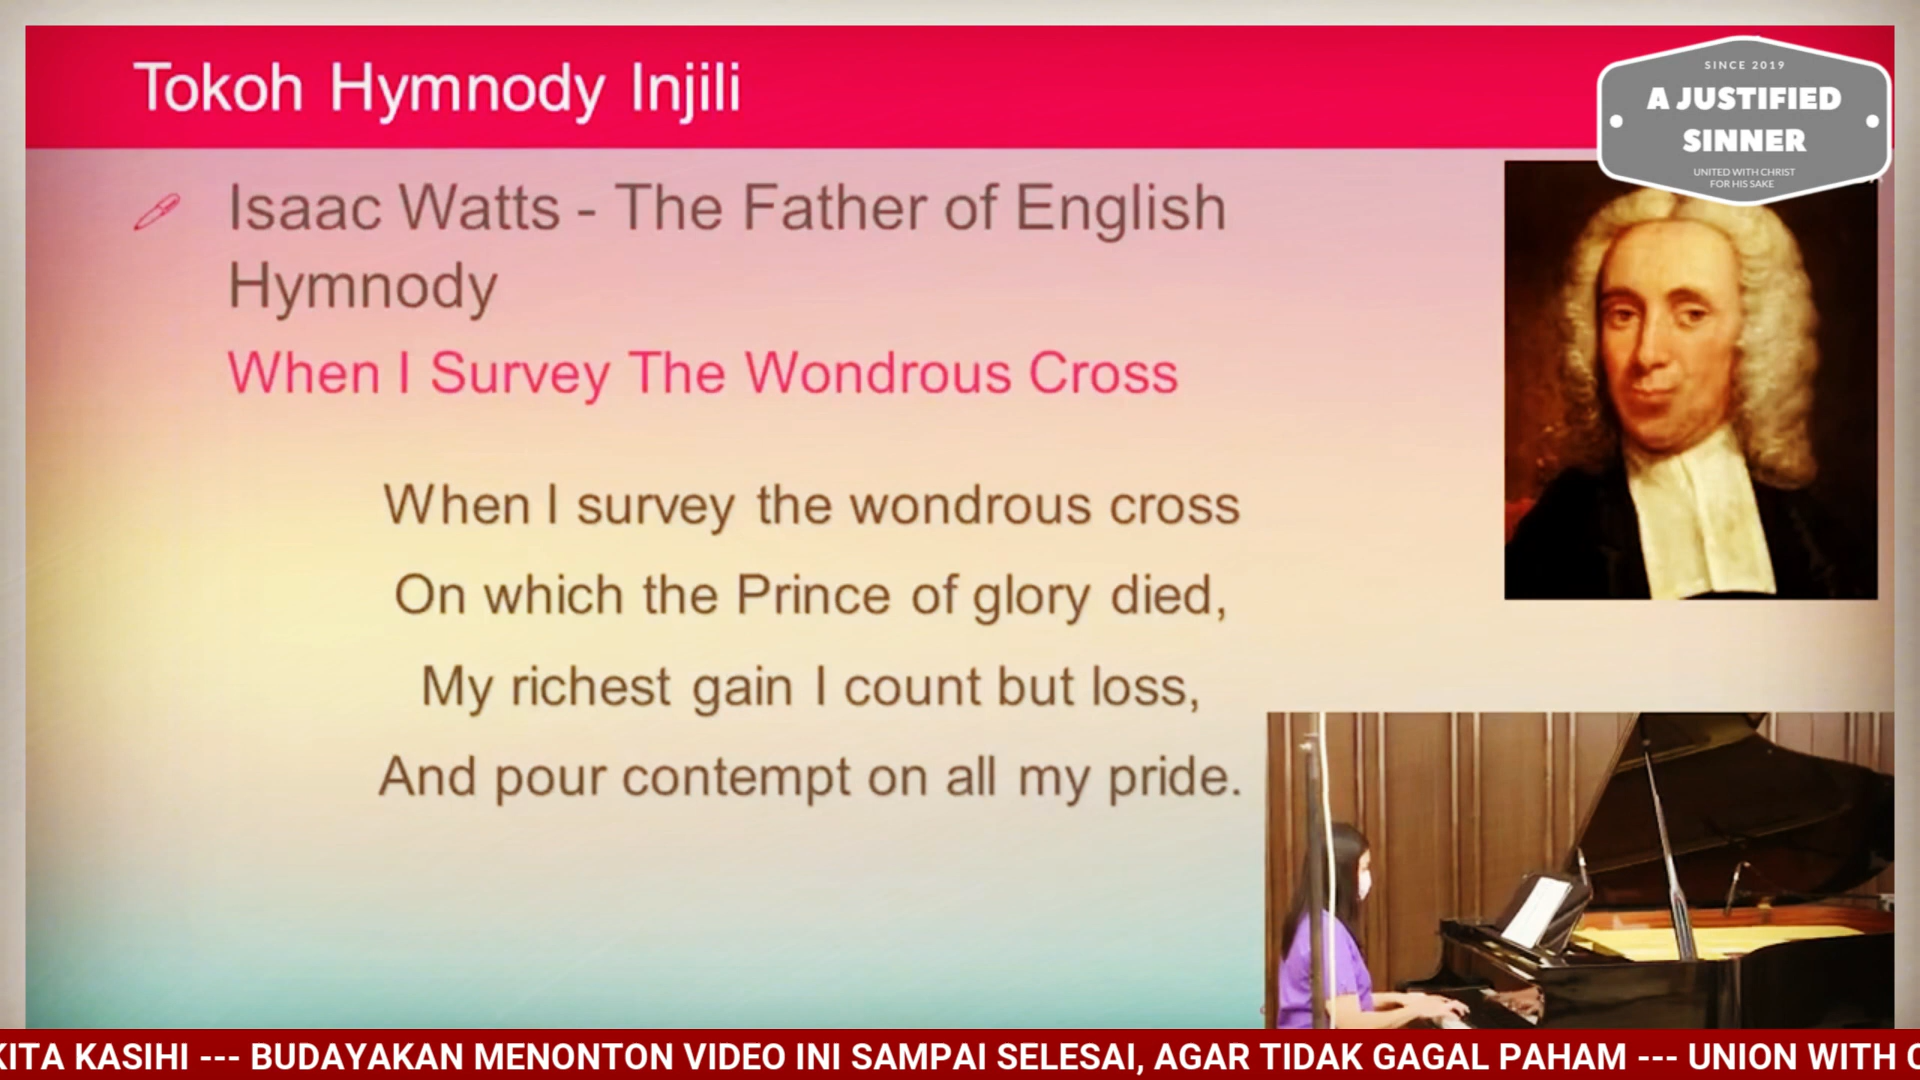 Tokoh Hymnody Injili
SINCE 2019
A JUSTIFIED
SINNER
UNITED WITH CHRIST
FOR HIS SAKE
Isaac Watts - The Father of English
Hymnody
When I Survey The Wondrous Cross
When I survey the wondrous cross
On which the Prince of glory died,
My richest gain I count but loss,
And pour contempt on all my pride.
KITA KASIHI --- BUDAYAKAN MENONTON VIDEO INI SAMPAI SELESAI, AGAR TIDAK GAGAL PAHAM --- UNION WITH